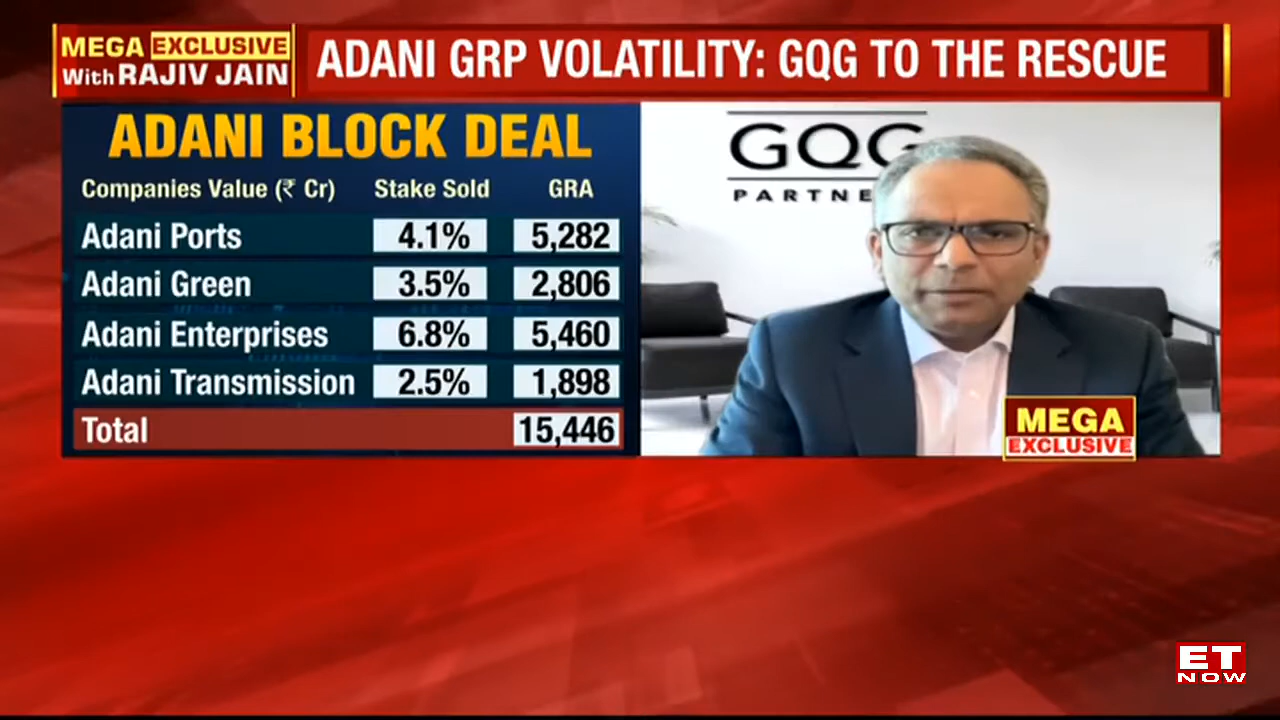 MEGA EXCLUSIVE
With RAJIV JAIN
ADANI GRP VOLATILITY: GQG TO THE RESCUE
ADANI BLOCK DEAL
Companies Value (₹ Cr) Stake Sold GRA
Adani Ports 4.1% 5,282
Adani Green 3.5% 2,806
Adani Enterprises 6.8% 5,460
Adani Transmission 2.5% 1,898
Total 15,446
GQG
PARTNE
MEGA
EXCLUSIVE
ET
NOW